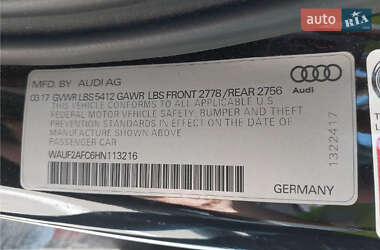 auto RIA
MFD. BY AUDI AG
03.17 GVWR LBS 5412 GAWR LBS FRONT 2778 / REAR 2756
THIS VEHICLE CONFORMS TO ALL APPLICABLE U.S.
FEDERAL MOTOR VEHICLE SAFETY, BUMPER AND THEFT
PREVENTION STANDARDS IN EFFECT ON THE DATE OF
MANUFACTURE SHOWN ABOVE.
PASSENGER CAR
WAUF2AFC6HN113216
GERMANY
Audi
1322417